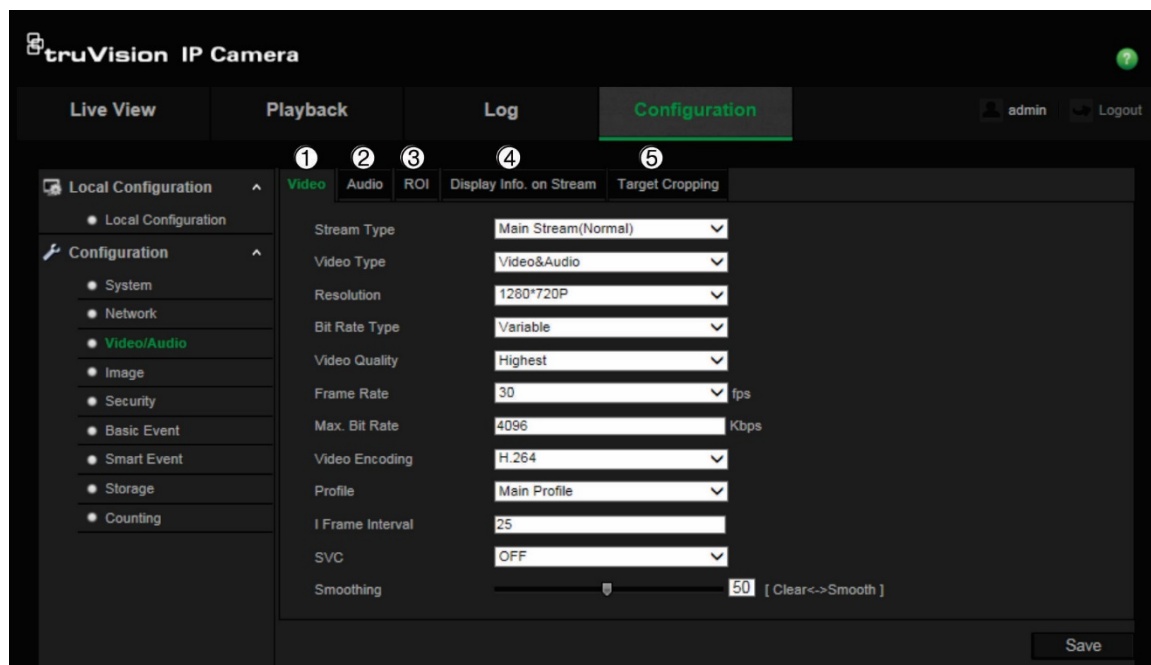 truVision IP Camera
?
Live View Playback Log Configuration admin Logout
1 2 3 4 5
Local Configuration
Local Configuration
Configuration
System
Network
Video/Audio
Image
Security
Basic Event
Smart Event
Storage
Counting
Video Audio ROI Display Info. on Stream Target Cropping
Stream Type Main Stream(Normal)
Video Type Video&Audio
Resolution 1280*720P
Bit Rate Type Variable
Video Quality Highest
Frame Rate 30 fps
Max. Bit Rate 4096 Kbps
Video Encoding H.264
Profile Main Profile
I Frame Interval 25
SVC OFF
Smoothing 50 [ Clear<->Smooth ]
Save